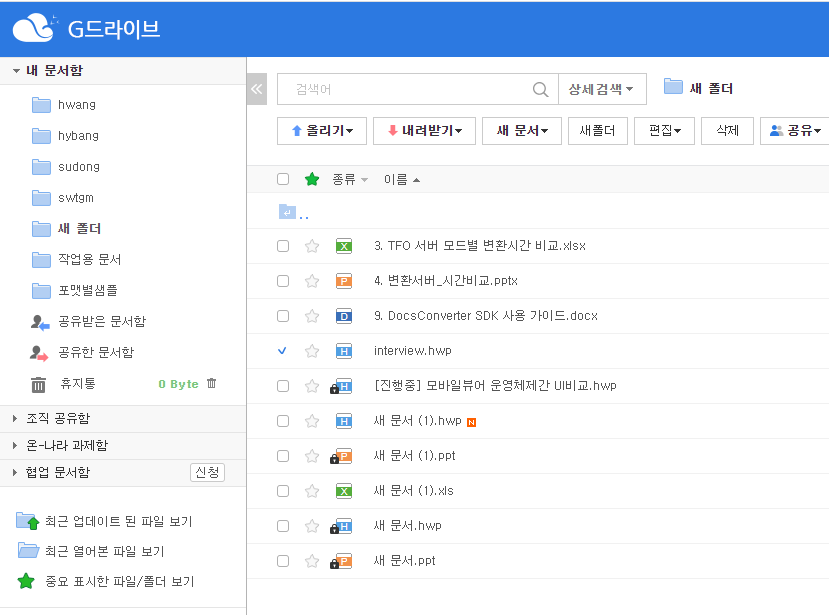 G드라이브
내 문서함
hwang
hybang
sudong
swtgm
새 폴더
작업용 문서
포맷별샘플
공유받은 문서함
공유한 문서함
휴지통 0 Byte
조직 공유함
온-나라 과제함
협업 문서함 신청
최근 업데이트 된 파일 보기
최근 열어본 파일 보기
중요 표시한 파일/폴더 보기
검색어 상세검색 새 폴더
올리기 내려받기 새 문서 새폴더 편집 삭제 공유
종류 이름
..
X 3. TFO 서버 모드별 변환시간 비교.xlsx
P 4. 변환서버_시간비교.pptx
D 9. DocsConverter SDK 사용 가이드.docx
H interview.hwp
H [진행중] 모바일뷰어 운영체제간 UI비교.hwp
H 새 문서 (1).hwp N
P 새 문서 (1).ppt
X 새 문서 (1).xls
H 새 문서.hwp
P 새 문서.ppt